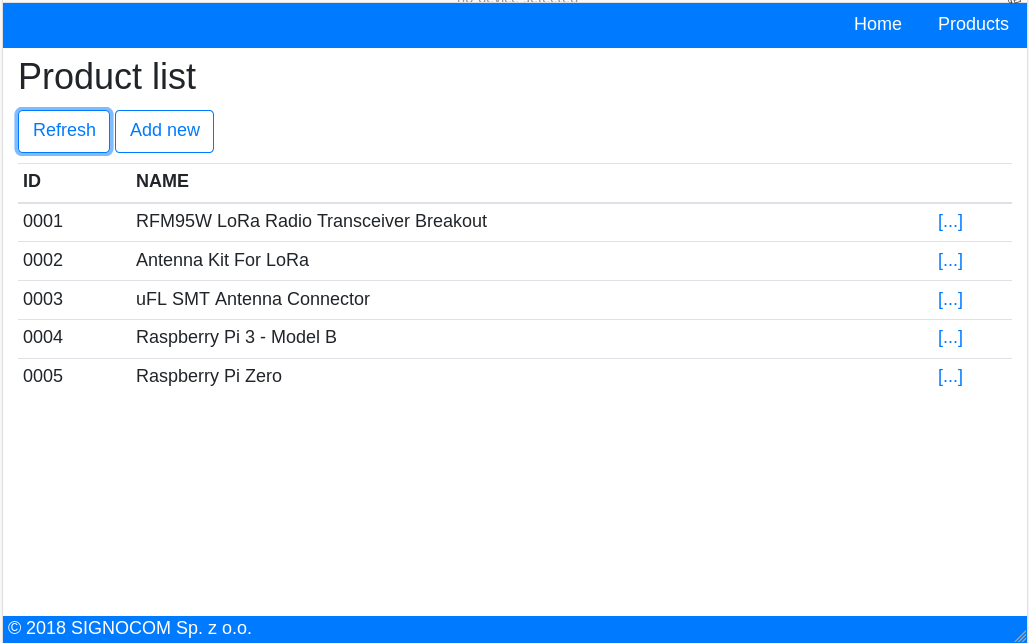 Home Products
Product list
Refresh Add new
ID NAME
0001 RFM95W LoRa Radio Transceiver Breakout [...]
0002 Antenna Kit For LoRa [...]
0003 uFL SMT Antenna Connector [...]
0004 Raspberry Pi 3 - Model B [...]
0005 Raspberry Pi Zero [...]
© 2018 SIGNOCOM Sp. z o.o.